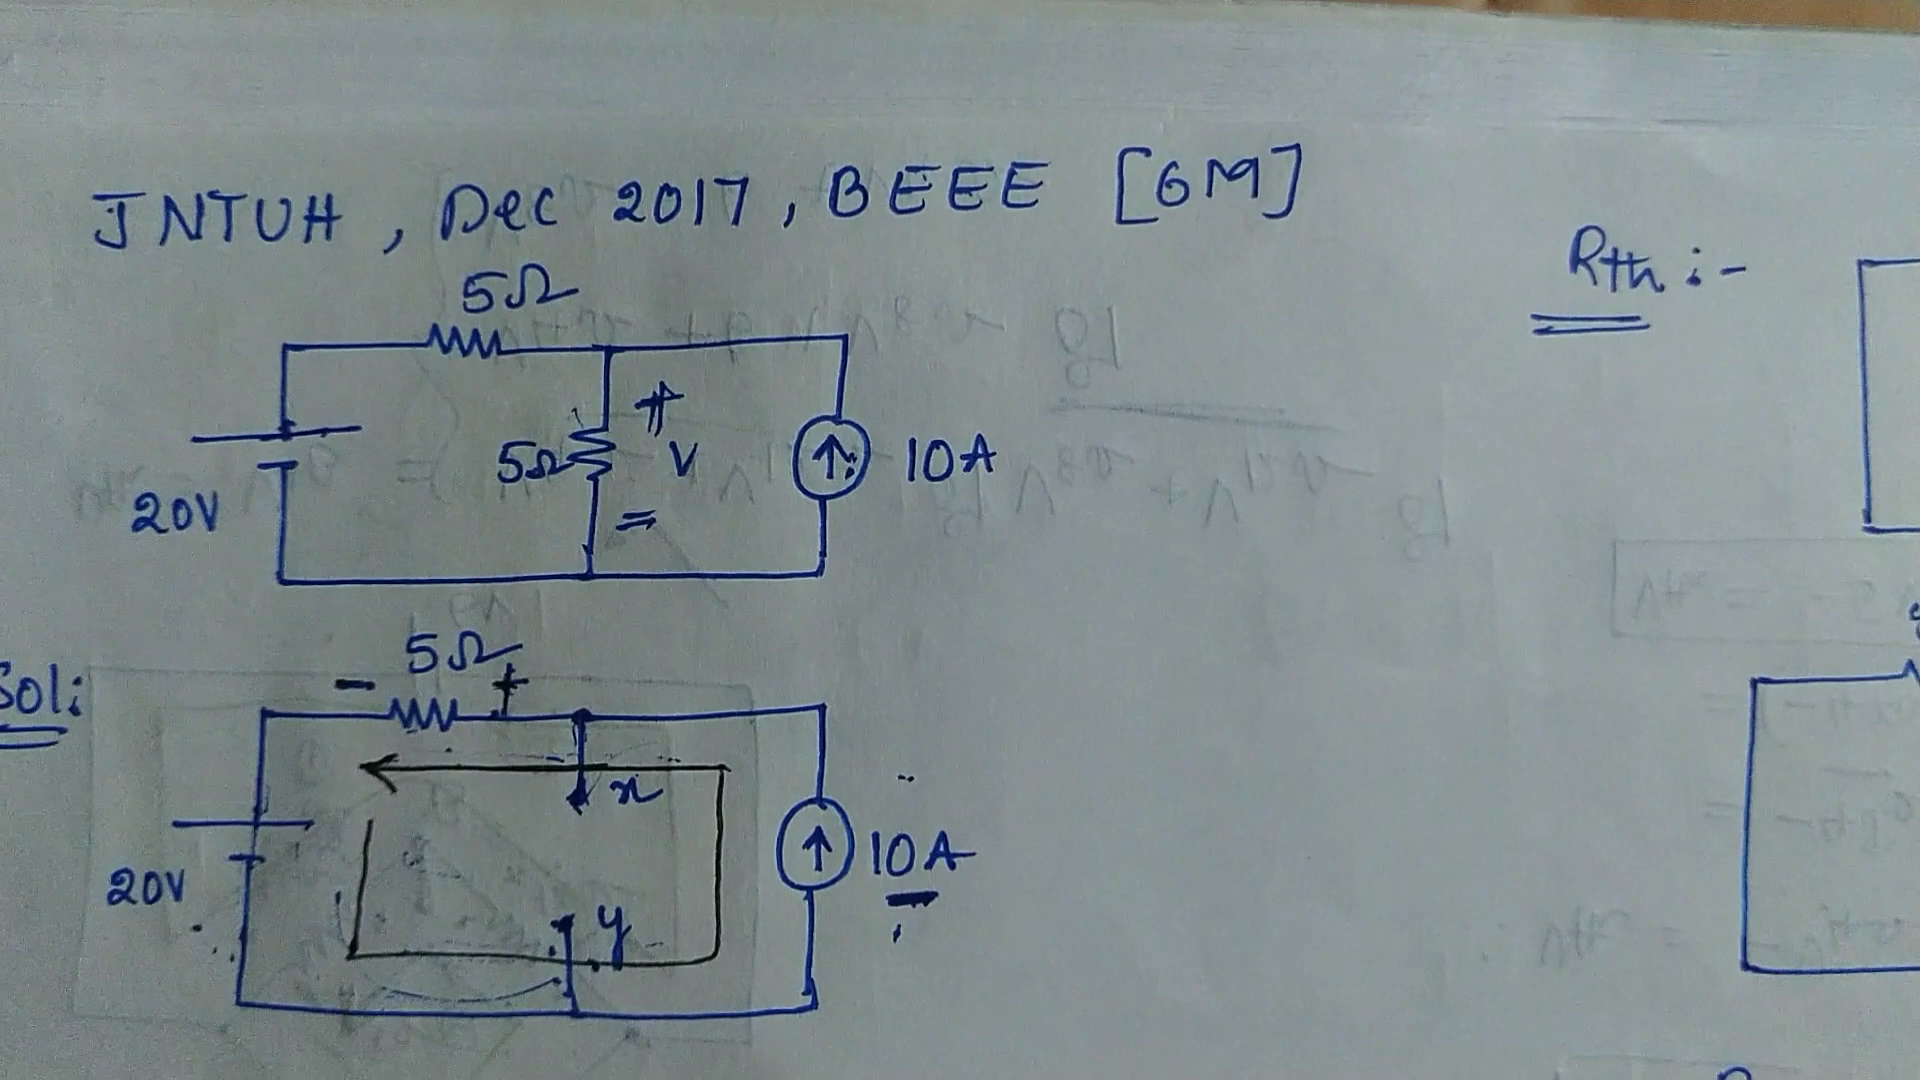 JNTUH, Dec 2017, BEEE [6M]
5Ω
5Ω
+
V
=
10A
20V
Sol:
5Ω
- +
x
20V
10A
y
Rth :-